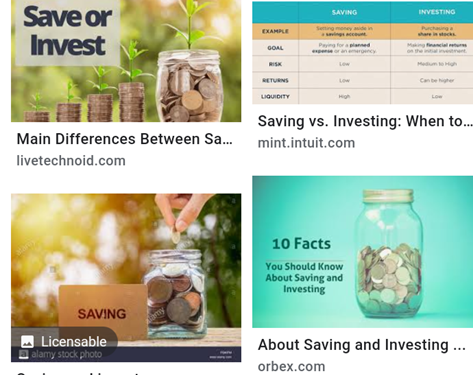 Save or
Invest
Main Differences Between Sa...
livetechnoid.com
SAVING INVESTING
EXAMPLE Setting money aside in a savings account. Purchasing a share in stocks.
GOAL Paying for a planned expense or an emergency. Making financial returns on the initial investment
RISK Low Medium to High
RETURNS Low Can be higher
LIQUIDITY High Low
Saving vs. Investing: When to...
mint.intuit.com
SAVING
Licensable
alamy stock photo
10 Facts
You Should Know
About Saving and
Investing
About Saving and Investing ...
orbex.com